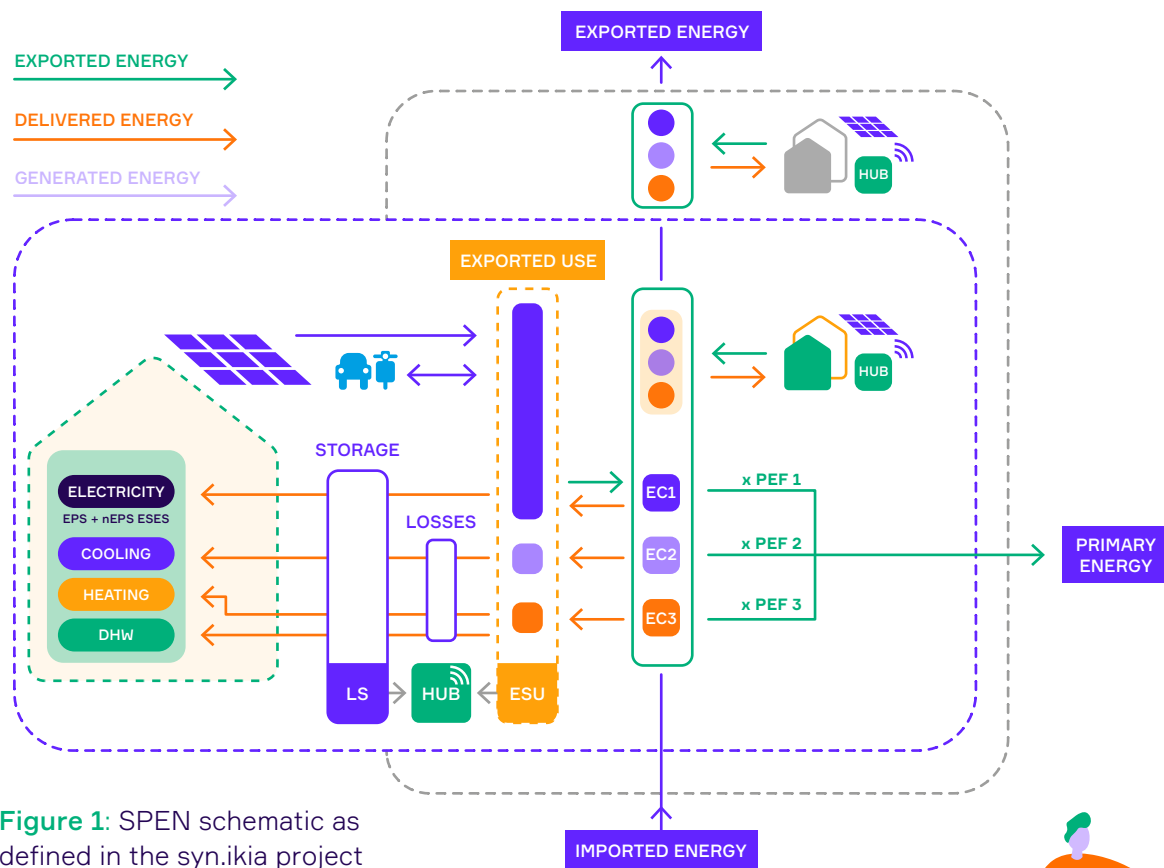 EXPORTED ENERGY
EXPORTED ENERGY
DELIVERED ENERGY
GENERATED ENERGY
HUB
EXPORTED USE
HUB
STORAGE
ELECTRICITY
EPS + nEPS ESES
LOSSES
COOLING
HEATING
DHW
EC1
EC2
EC3
x PEF 1
x PEF 2
x PEF 3
PRIMARY
ENERGY
LS
HUB
ESU
Figure 1: SPEN schematic as
defined in the syn.ikia project
IMPORTED ENERGY